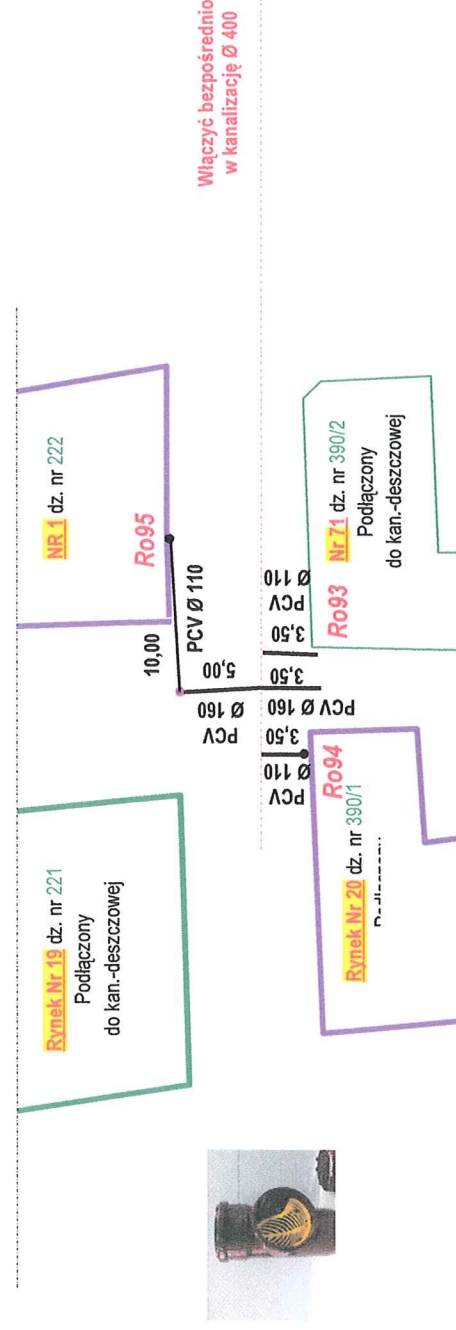 Włączyć bezpośrednio
w kanalizację Ø 400
NR 1 dz. nr 222
Ro95
10,00
PCV Ø 110
5,00
PCV
Ø 160
Rynek Nr 19 dz. nr 221
Podłączony
do kan.-deszczowej
3,50
PCV
Ø 110
Ro93
Nr 71 dz. nr 390/2
Podłączony
do kan.-deszczowej
3,50
PCV Ø 160
3,50
PCV
Ø 110
Ro94
Rynek Nr 20 dz. nr 390/1